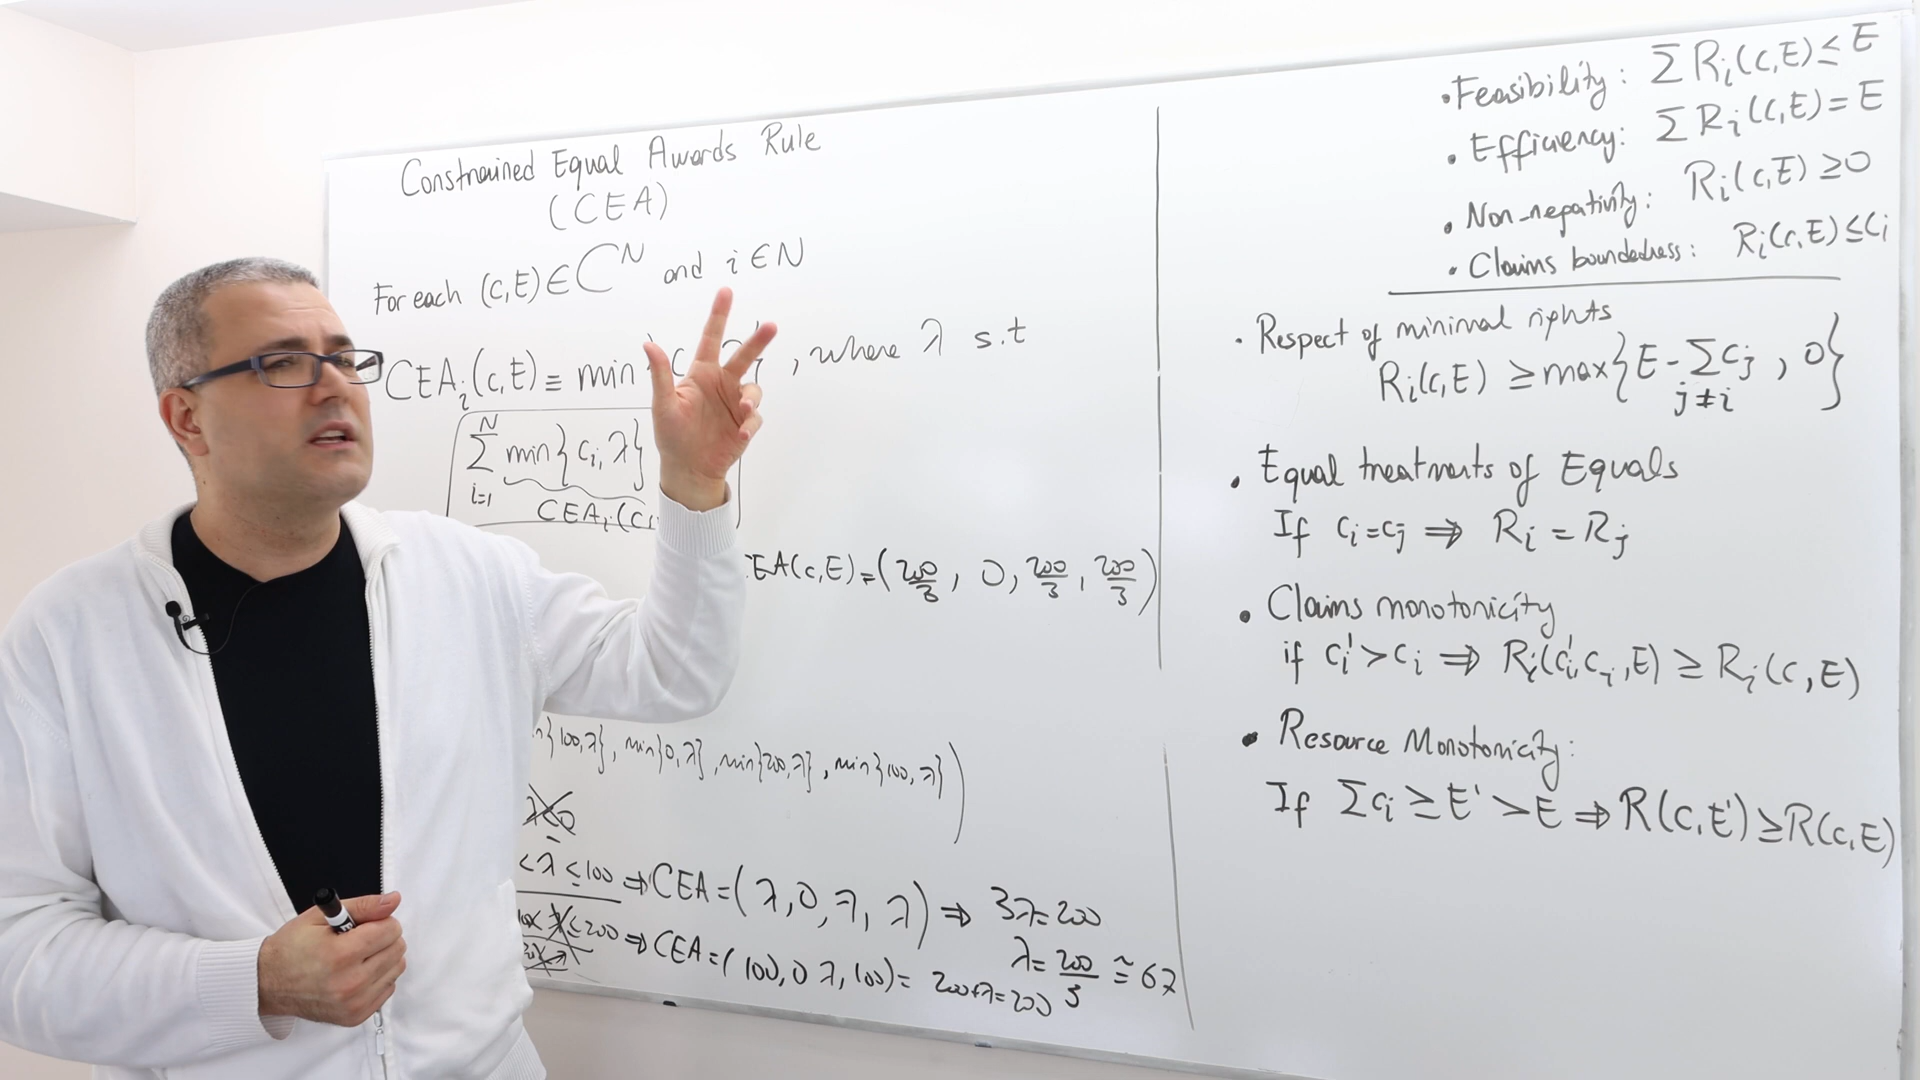 Constrained Equal Awards Rule
(CEA)
For each (c,E) ∈ C^N and i ∈ N
CEA_i(c,E) ≡ min , where λ s.t
N
Σ min{c_i, λ}
i=1
CEA_i(c
EA(c,E) = (200/3, 0, 200/3, 200/3)
{100,λ}, min{0,λ}, min{200,λ}, min{100,λ})
< λ ≤ 100 ⇒ CEA = (λ, 0, λ, λ) ⇒ 3λ = 200
≤ 200 ⇒ CEA = (100, 0 λ, 100) = 200+λ = 200
λ = 200/3 ≅ 67
• Feasibility: Σ R_i(c,E) ≤ E
• Efficiency: Σ R_i(c,E) = E
• Non-negativity: R_i(c,E) ≥ 0
• Claims boundedness: R_i(c,E) ≤ c_i
• Respect of minimal rights
R_i(c,E) ≥ max{E - Σ c_j , 0}
j≠i
• Equal treatments of Equals
If c_i = c_j ⇒ R_i = R_j
• Claims monotonicity
if c_i' > c_i ⇒ R_i(c_i', c_-i, E) ≥ R_i(c, E)
• Resource Monotonicity:
If Σc_i ≥ E' > E ⇒ R(c,E') ≥ R(c,E)